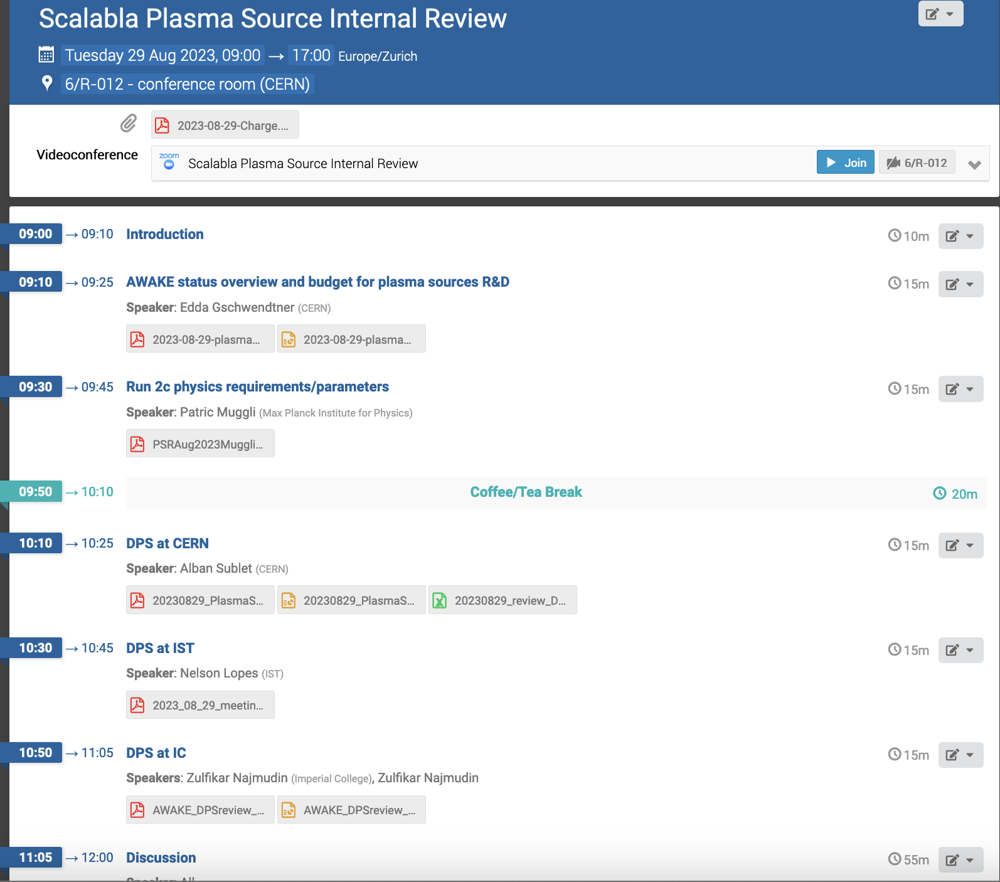 Scalabla Plasma Source Internal Review
Tuesday 29 Aug 2023, 09:00 → 17:00 Europe/Zurich
6/R-012 - conference room (CERN)
2023-08-29-Charge....
Videoconference
zoom
Scalabla Plasma Source Internal Review
Join
6/R-012
09:00 → 09:10 Introduction 10m
09:10 → 09:25 AWAKE status overview and budget for plasma sources R&D 15m
Speaker: Edda Gschwendtner (CERN)
2023-08-29-plasma... 2023-08-29-plasma...
09:30 → 09:45 Run 2c physics requirements/parameters 15m
Speaker: Patric Muggli (Max Planck Institute for Physics)
PSRAug2023Muggli...
09:50 → 10:10 Coffee/Tea Break 20m
10:10 → 10:25 DPS at CERN 15m
Speaker: Alban Sublet (CERN)
20230829_PlasmaS... 20230829_PlasmaS... 20230829_review_D...
10:30 → 10:45 DPS at IST 15m
Speaker: Nelson Lopes (IST)
2023_08_29_meetin...
10:50 → 11:05 DPS at IC 15m
Speakers: Zulfikar Najmudin (Imperial College), Zulfikar Najmudin
AWAKE_DPSreview_... AWAKE_DPSreview_...
11:05 → 12:00 Discussion 55m
Speaker: All